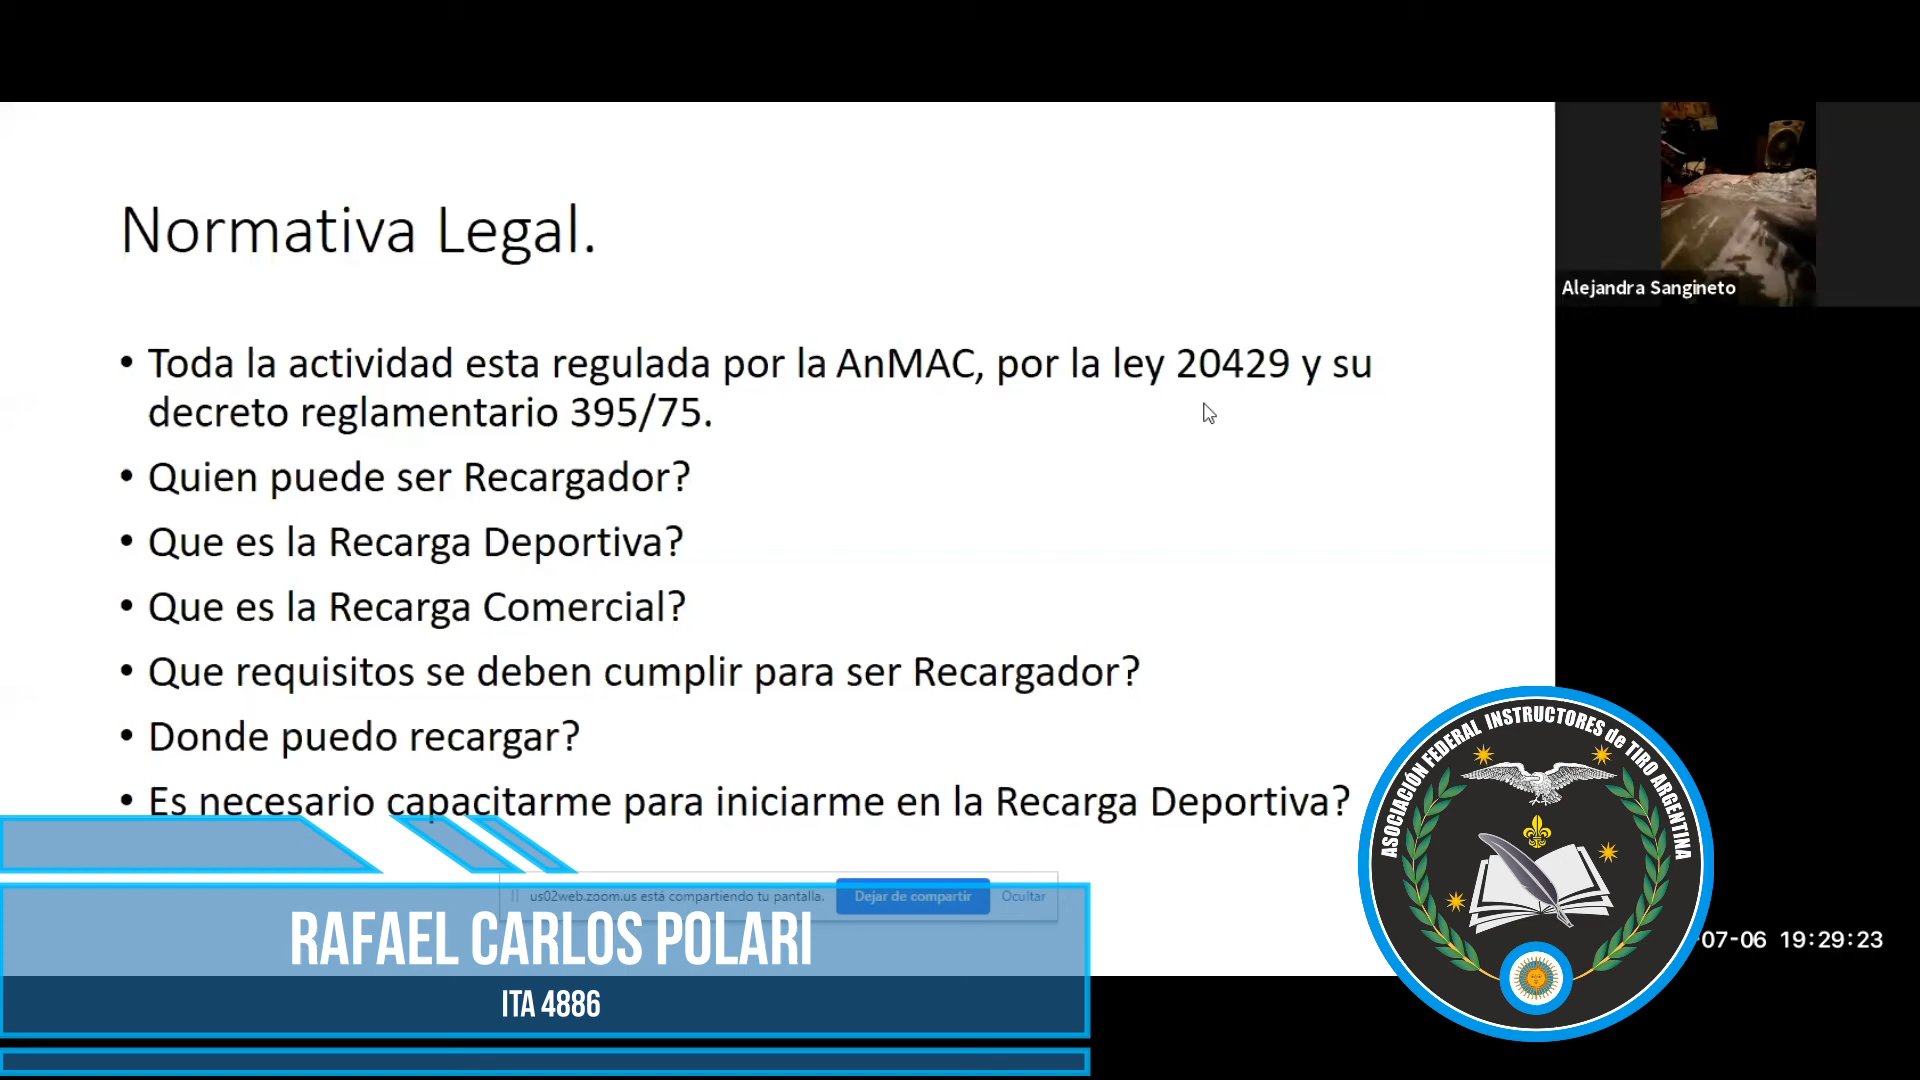 Normativa Legal.
Alejandra Sangineto
• Toda la actividad esta regulada por la AnMAC, por la ley 20429 y su
decreto reglamentario 395/75.
• Quien puede ser Recargador?
• Que es la Recarga Deportiva?
• Que es la Recarga Comercial?
• Que requisitos se deben cumplir para ser Recargador?
• Donde puedo recargar?
• Es necesario capacitarme para iniciarme en la Recarga Deportiva?
ASOCIACIÓN FEDERAL INSTRUCTORES de TIRO ARGENTINA
us02web.zoom.us está compartiendo tu pantalla. Dejar de compartir Ocultar
RAFAEL CARLOS POLARI
-07-06 19:29:23
ITA 4886